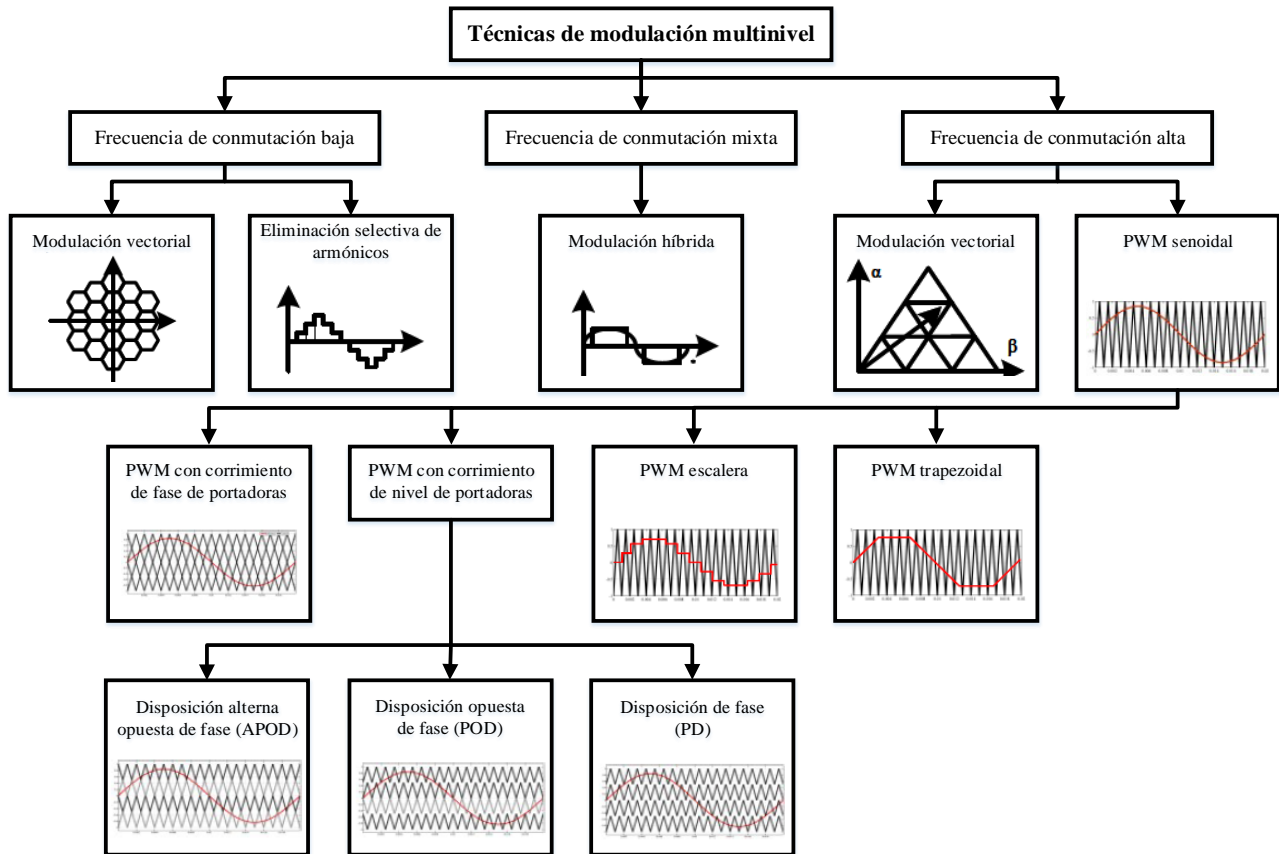 Técnicas de modulación multinivel
Frecuencia de conmutación baja
Frecuencia de conmutación mixta
Frecuencia de conmutación alta
Modulación vectorial
Eliminación selectiva de
armónicos
Modulación híbrida
Modulación vectorial
α
β
PWM senoidal
PWM con corrimiento
de fase de portadoras
PWM con corrimiento
de nivel de portadoras
PWM escalera
PWM trapezoidal
Disposición alterna
opuesta de fase (APOD)
Disposición opuesta
de fase (POD)
Disposición de fase
(PD)